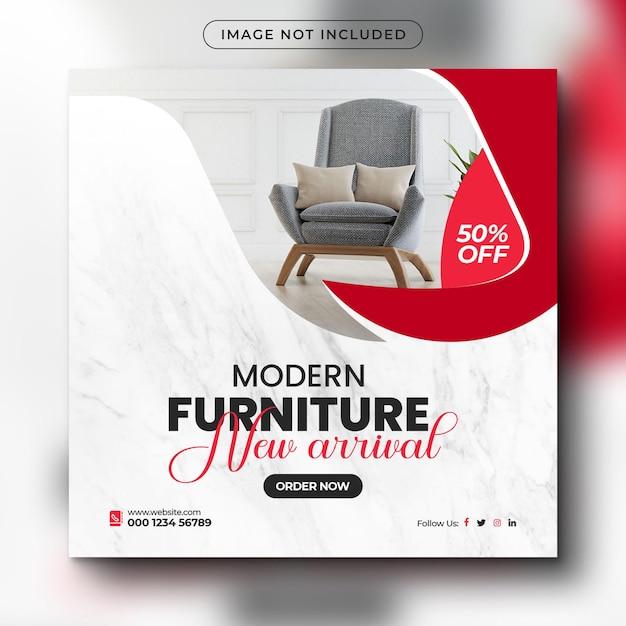 IMAGE NOT INCLUDED
50%
OFF
MODERN
FURNITURE
New arrival
ORDER NOW
www.website.com
000 1234 56789
Follow Us: